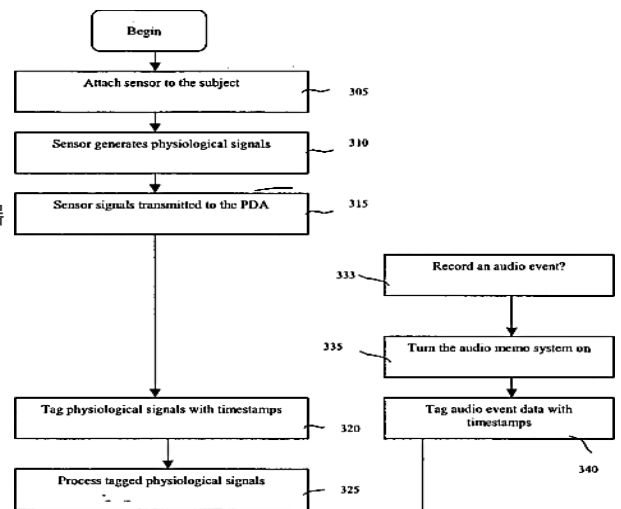 Begin
Attach sensor to the subject
305
Sensor generates physiological signals
310
Sensor signals transmitted to the PDA
315
Record an audio event?
333
335
Turn the audio memo system on
Tag physiological signals with timestamps
320
Tag audio event data with
timestamps
340
Process tagged physiological signals
325